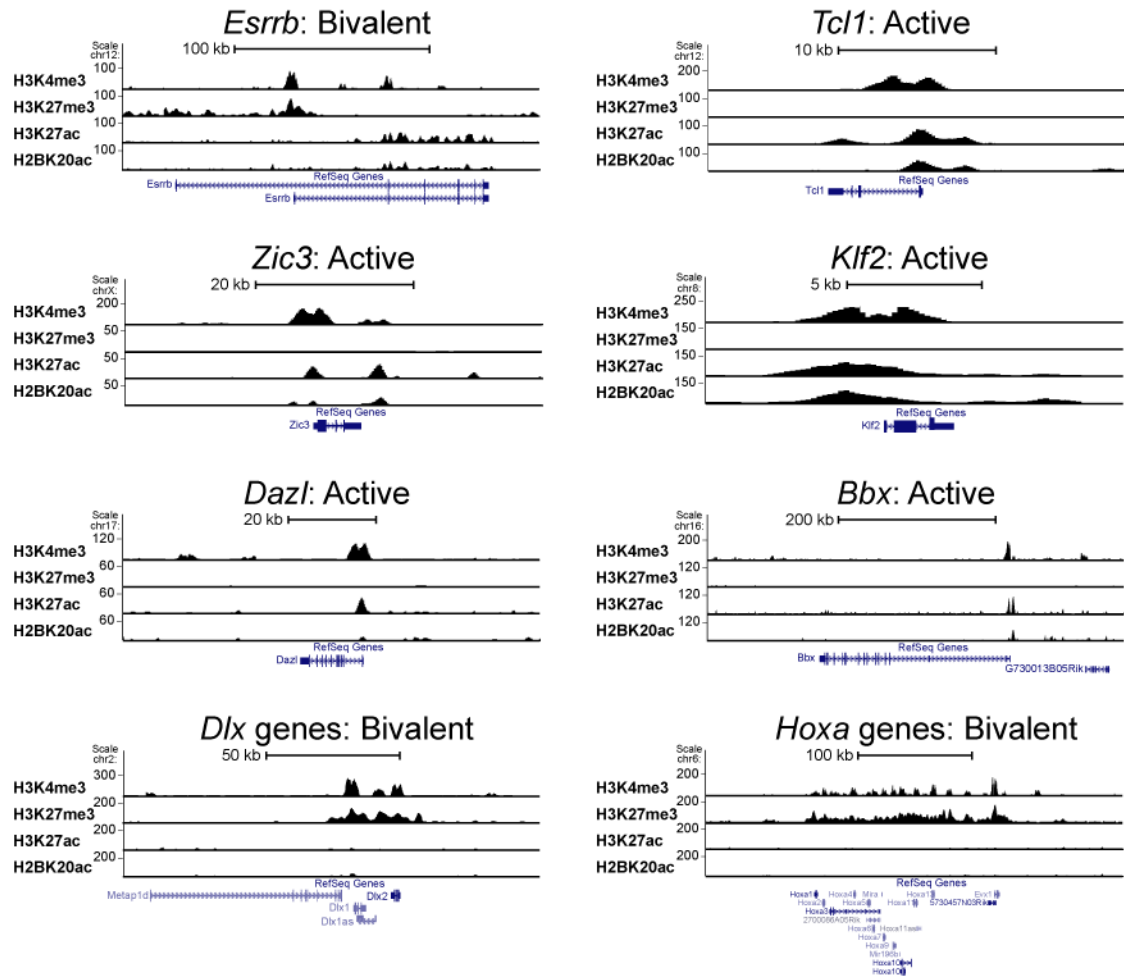 Esrrb: Bivalent
Scale
chr12:
100 kb
100
H3K4me3
100
H3K27me3
100
H3K27ac
100
H2BK20ac
RefSeq Genes
Esrrb
Esrrb
Tcl1: Active
Scale
chr12:
10 kb
200
H3K4me3
100
H3K27me3
100
H3K27ac
100
H2BK20ac
RefSeq Genes
Tcl1
Zic3: Active
Scale
chrX:
20 kb
200
H3K4me3
50
H3K27me3
50
H3K27ac
50
H2BK20ac
RefSeq Genes
Zic3
Klf2: Active
Scale
chr8:
5 kb
250
H3K4me3
150
H3K27me3
150
H3K27ac
150
H2BK20ac
RefSeq Genes
Klf2
Dazl: Active
Scale
chr17:
20 kb
120
H3K4me3
60
H3K27me3
60
H3K27ac
60
H2BK20ac
RefSeq Genes
Dazl
Bbx: Active
Scale
chr16:
200 kb
200
H3K4me3
120
H3K27me3
120
H3K27ac
120
H2BK20ac
RefSeq Genes
Bbx
G730013B05Rik
Dlx genes: Bivalent
Scale
chr2:
50 kb
300
H3K4me3
200
H3K27me3
200
H3K27ac
200
H2BK20ac
RefSeq Genes
Metap1d Dlx2
Dlx1
Dlx1as
Hoxa genes: Bivalent
Scale
chr6:
100 kb
200
H3K4me3
200
H3K27me3
200
H3K27ac
200
H2BK20ac
RefSeq Genes
Hoxa1 Hoxa4 Mira Evx1
Hoxa2 Hoxa5 Hoxa11 5730457N03Rik
Hoxa3
2700086A05Rik
Hoxa6 Hoxa11as
Hoxa7
Hoxa9
Mir196b
Hoxa10
Hoxa10